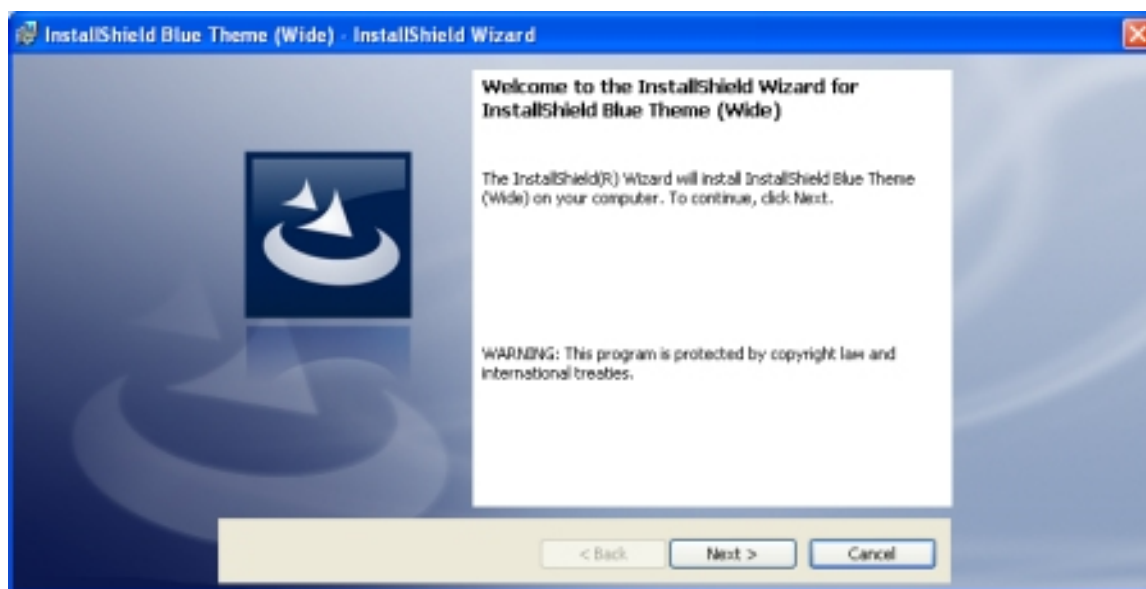 InstallShield Blue Theme (Wide) - InstallShield Wizard
Welcome to the InstallShield Wizard for
InstallShield Blue Theme (Wide)
The InstallShield(R) Wizard will install InstallShield Blue Theme
(Wide) on your computer. To continue, click Next.
WARNING: This program is protected by copyright law and
international treaties.
< Back
Next >
Cancel